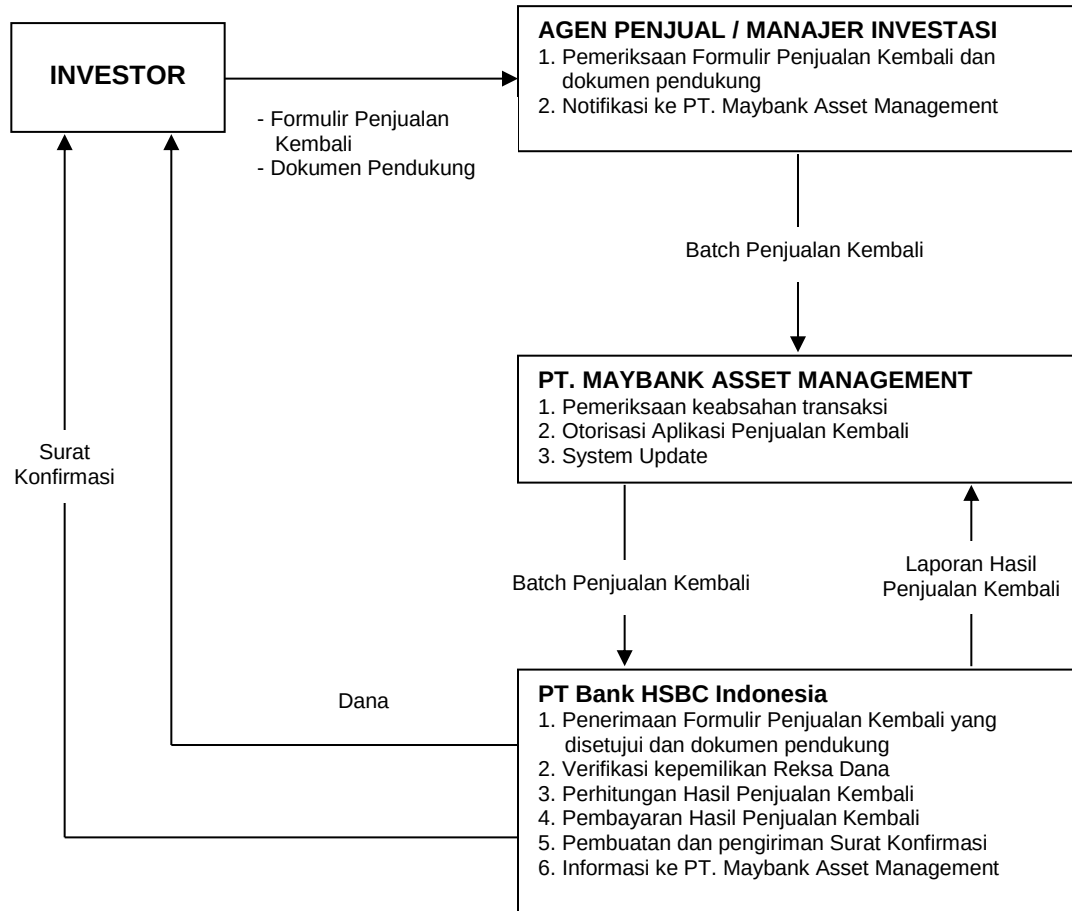 INVESTOR
AGEN PENJUAL / MANAJER INVESTASI
1. Pemeriksaan Formulir Penjualan Kembali dan
dokumen pendukung
2. Notifikasi ke PT. Maybank Asset Management
- Formulir Penjualan
Kembali
- Dokumen Pendukung
Batch Penjualan Kembali
PT. MAYBANK ASSET MANAGEMENT
1. Pemeriksaan keabsahan transaksi
2. Otorisasi Aplikasi Penjualan Kembali
3. System Update
Surat
Konfirmasi
Batch Penjualan Kembali
Laporan Hasil
Penjualan Kembali
Dana
PT Bank HSBC Indonesia
1. Penerimaan Formulir Penjualan Kembali yang
disetujui dan dokumen pendukung
2. Verifikasi kepemilikan Reksa Dana
3. Perhitungan Hasil Penjualan Kembali
4. Pembayaran Hasil Penjualan Kembali
5. Pembuatan dan pengiriman Surat Konfirmasi
6. Informasi ke PT. Maybank Asset Management